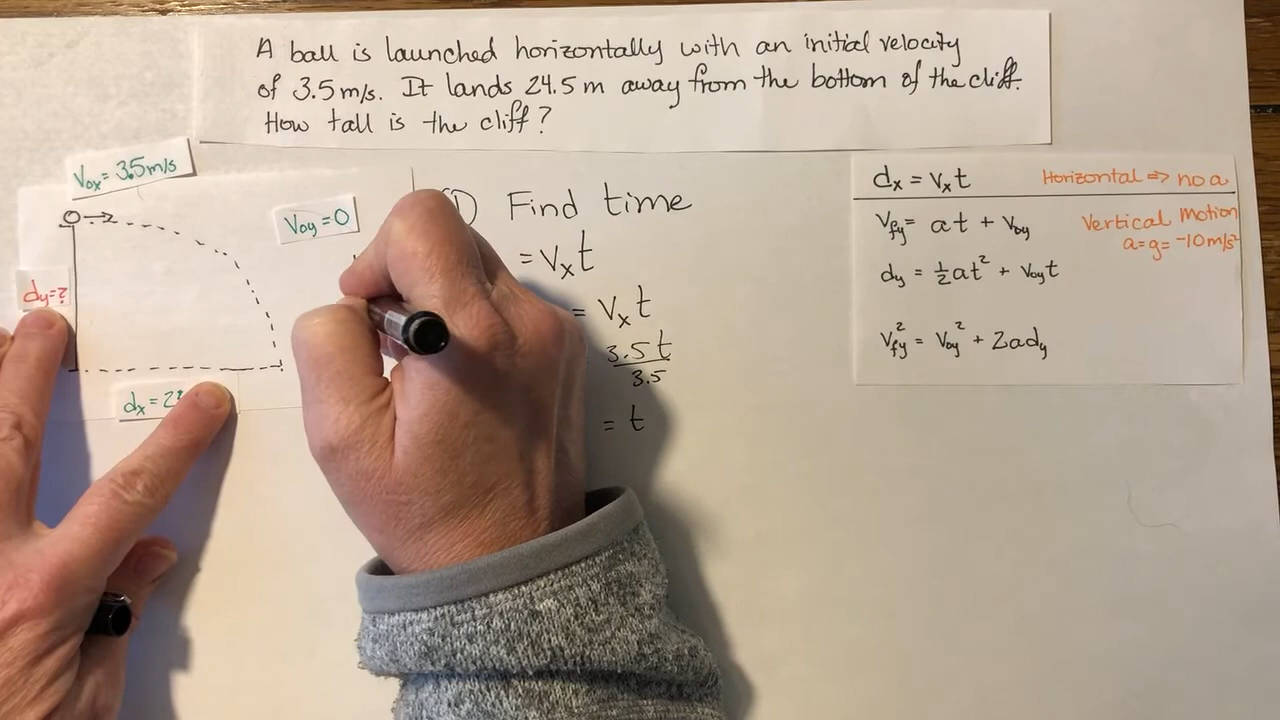 A ball is launched horizontally with an initial velocity
of 3.5 m/s. It lands 24.5 m away from the bottom of the cliff.
How tall is the cliff?
Vox = 3.5 m/s
Voy = 0
dy = ?
dx =
1) Find time
= Vx t
= Vx t
3.5 t
3.5
= t
dx = Vx t
Horizontal => no a
Vfy = at + Voy
Vertical Motion
a = g = -10 m/s²
dy = ½at² + Voy t
Vfy² = Voy² + 2ady